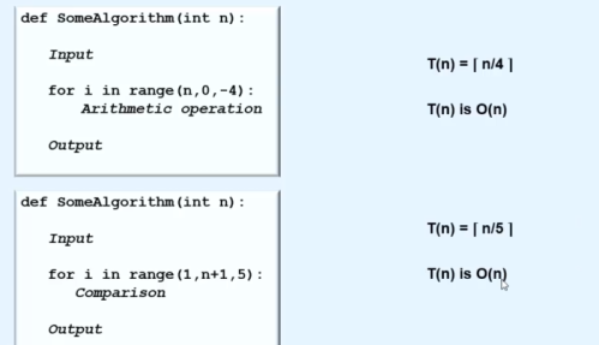 def SomeAlgorithm(int n):
Input
for i in range(n,0,-4):
Arithmetic operation
Output
T(n) = ⌈ n/4 ⌉
T(n) is O(n)
def SomeAlgorithm(int n):
Input
for i in range(1,n+1,5):
Comparison
Output
T(n) = ⌈ n/5 ⌉
T(n) is O(n)